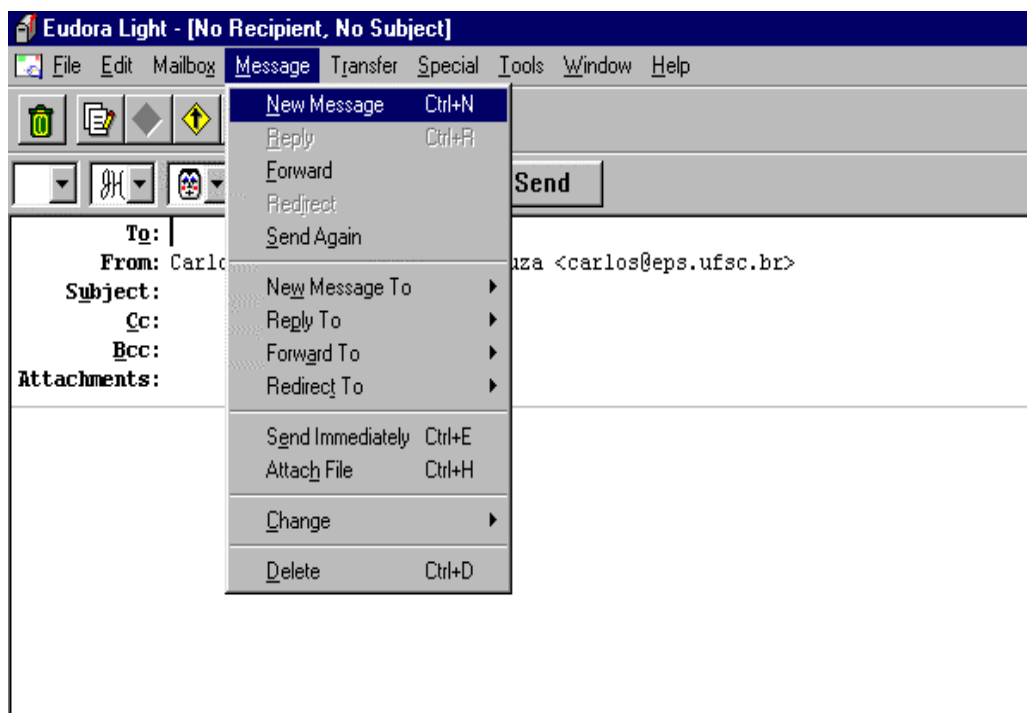 Eudora Light - [No Recipient, No Subject]
File Edit Mailbox Message Transfer Special Tools Window Help
New Message Ctrl+N
Reply Ctrl+R
Forward
Redirect
Send Again
New Message To
Reply To
Forward To
Redirect To
Send Immediately Ctrl+E
Attach File Ctrl+H
Change
Delete Ctrl+D
Send
To:
From: Carlo uza <carlos@eps.ufsc.br>
Subject:
Cc:
Bcc:
Attachments: